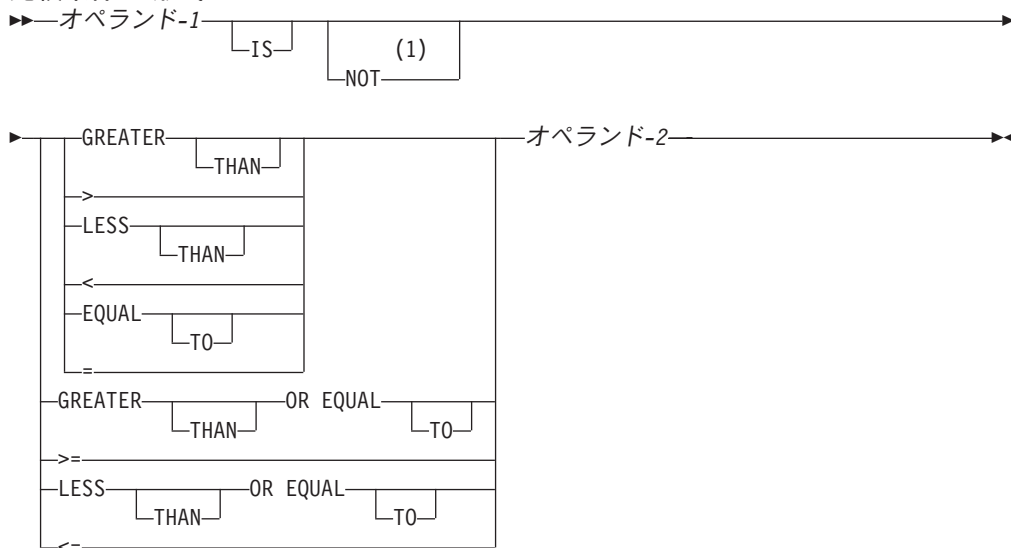 オペランド-1
IS
(1)
NOT
GREATER
THAN
オペランド-2
>
LESS
THAN
<
EQUAL
TO
=
GREATER THAN OR EQUAL TO
>=
LESS THAN OR EQUAL TO
<=